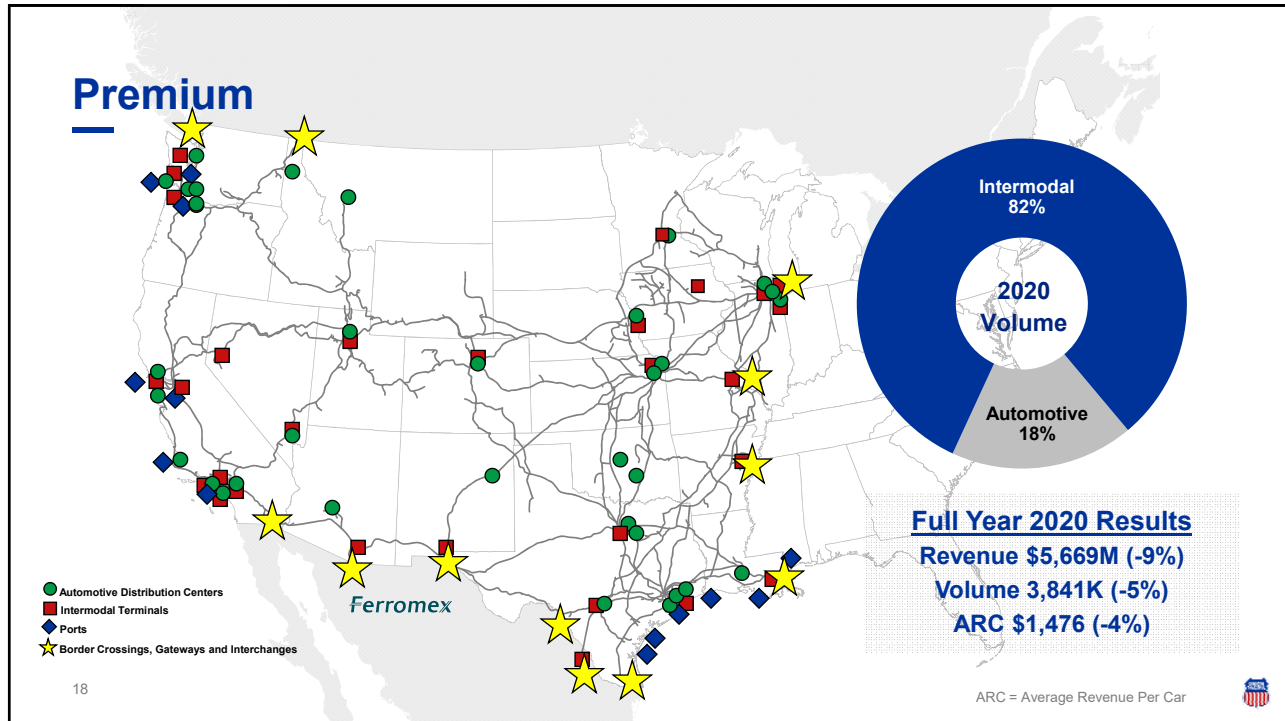 Premium
Intermodal
82%
2020
Volume
Automotive
18%
Full Year 2020 Results
Revenue $5,669M (-9%)
Volume 3,841K (-5%)
ARC $1,476 (-4%)
Ferromex
Automotive Distribution Centers
Intermodal Terminals
Ports
Border Crossings, Gateways and Interchanges
18
ARC = Average Revenue Per Car